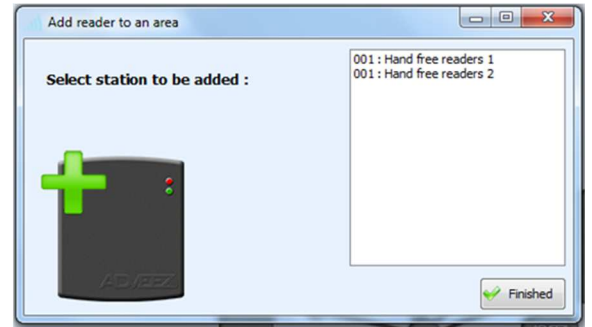 Add reader to an area
Select station to be added :
001 : Hand free readers 1
001 : Hand free readers 2
ADVEEZ
Finished